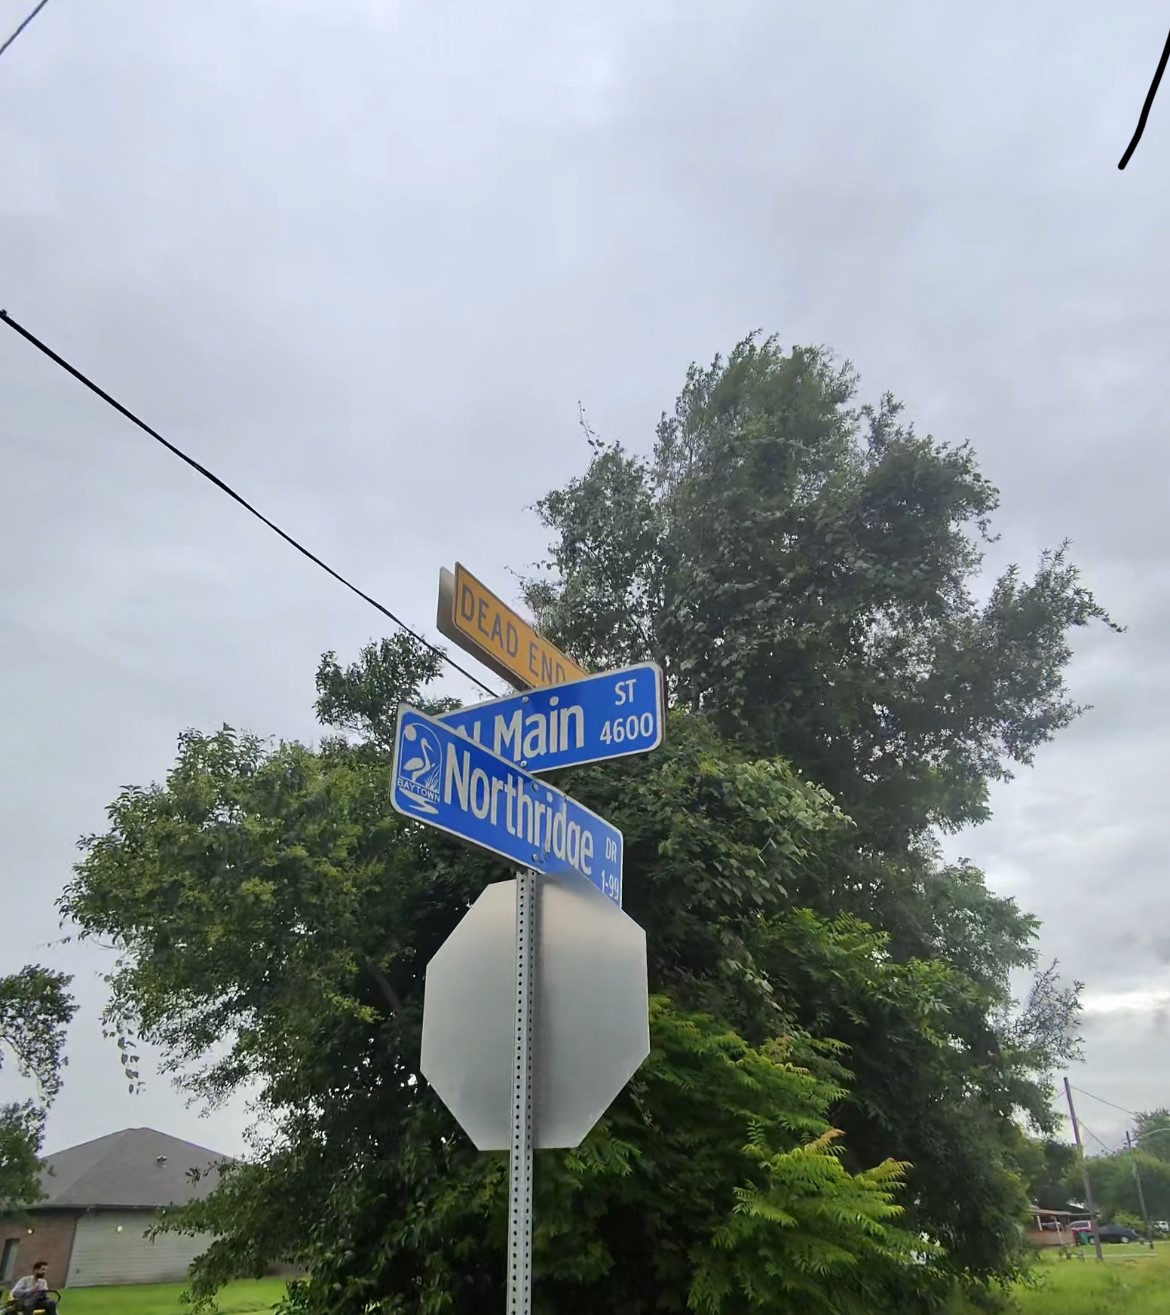 DEAD END
N Main ST 4600
BAYTOWN
Northridge DR 1-99